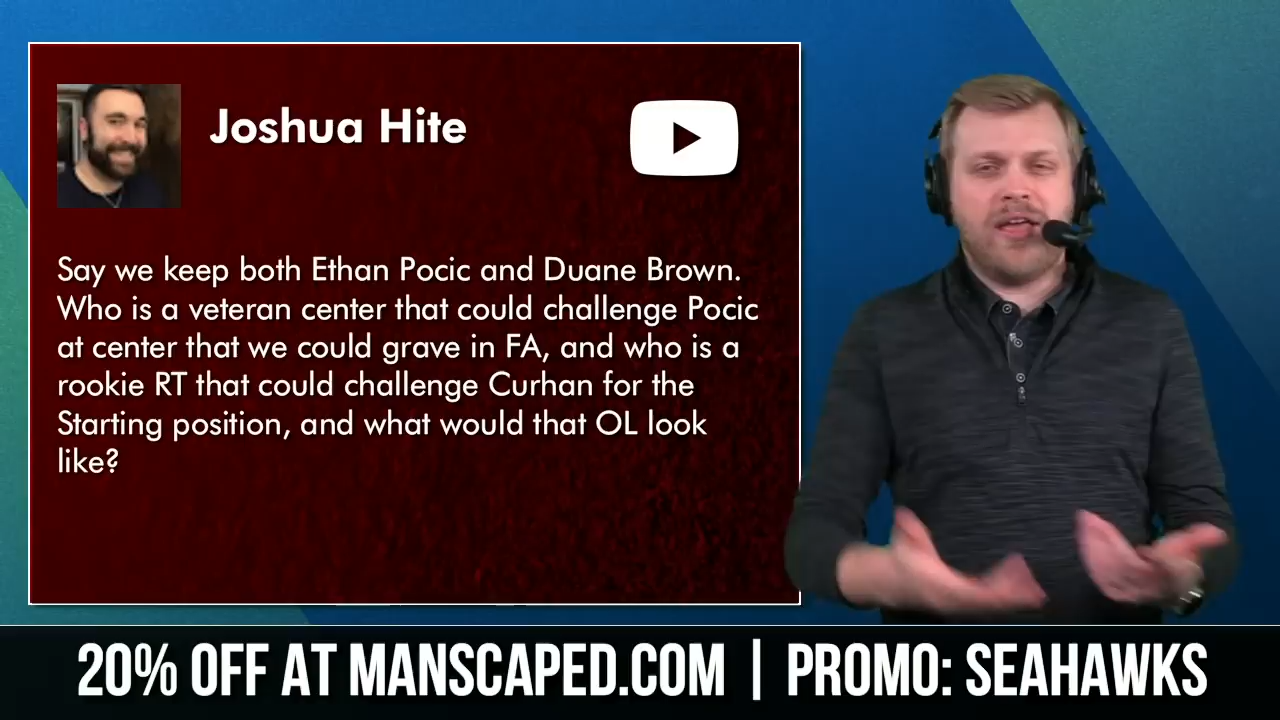 Joshua Hite
Say we keep both Ethan Pocic and Duane Brown.
Who is a veteran center that could challenge Pocic
at center that we could grave in FA, and who is a
rookie RT that could challenge Curhan for the
Starting position, and what would that OL look
like?
20% OFF AT MANSCAPED.COM | PROMO: SEAHAWKS